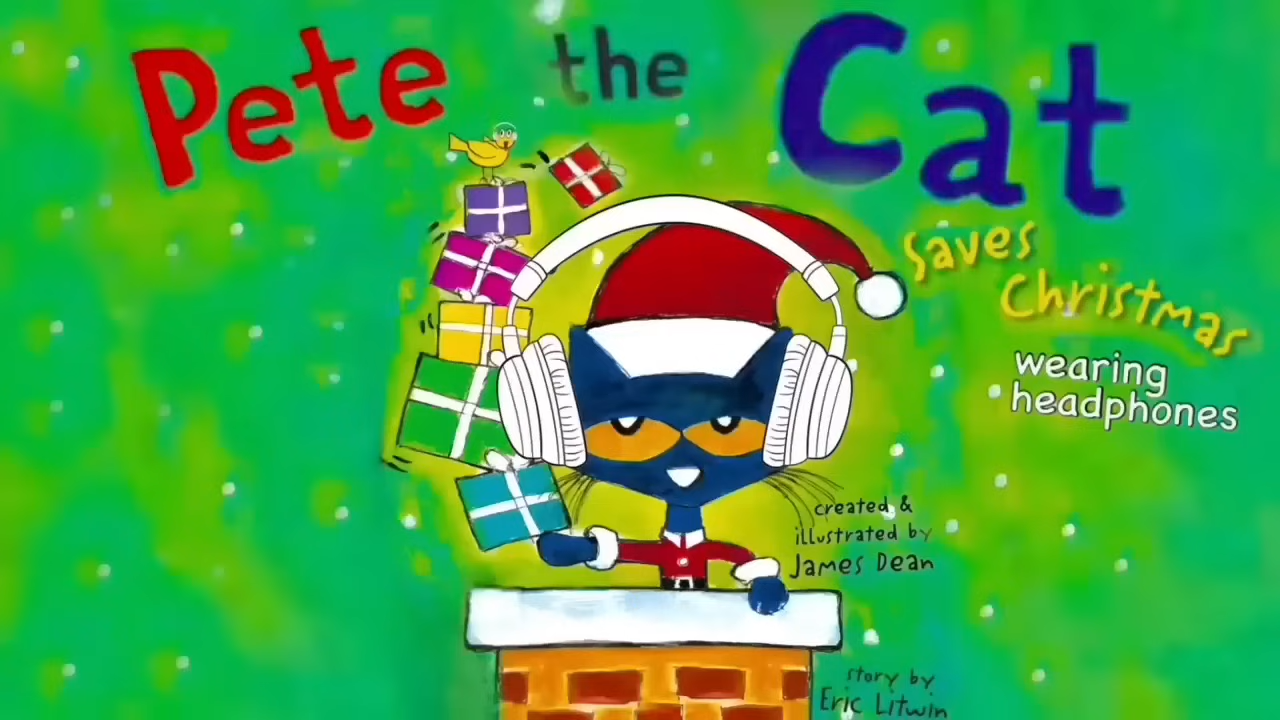 Pete the Cat
saves
Christmas
wearing
headphones
created &
illustrated by
James Dean
story by
Eric Litwin